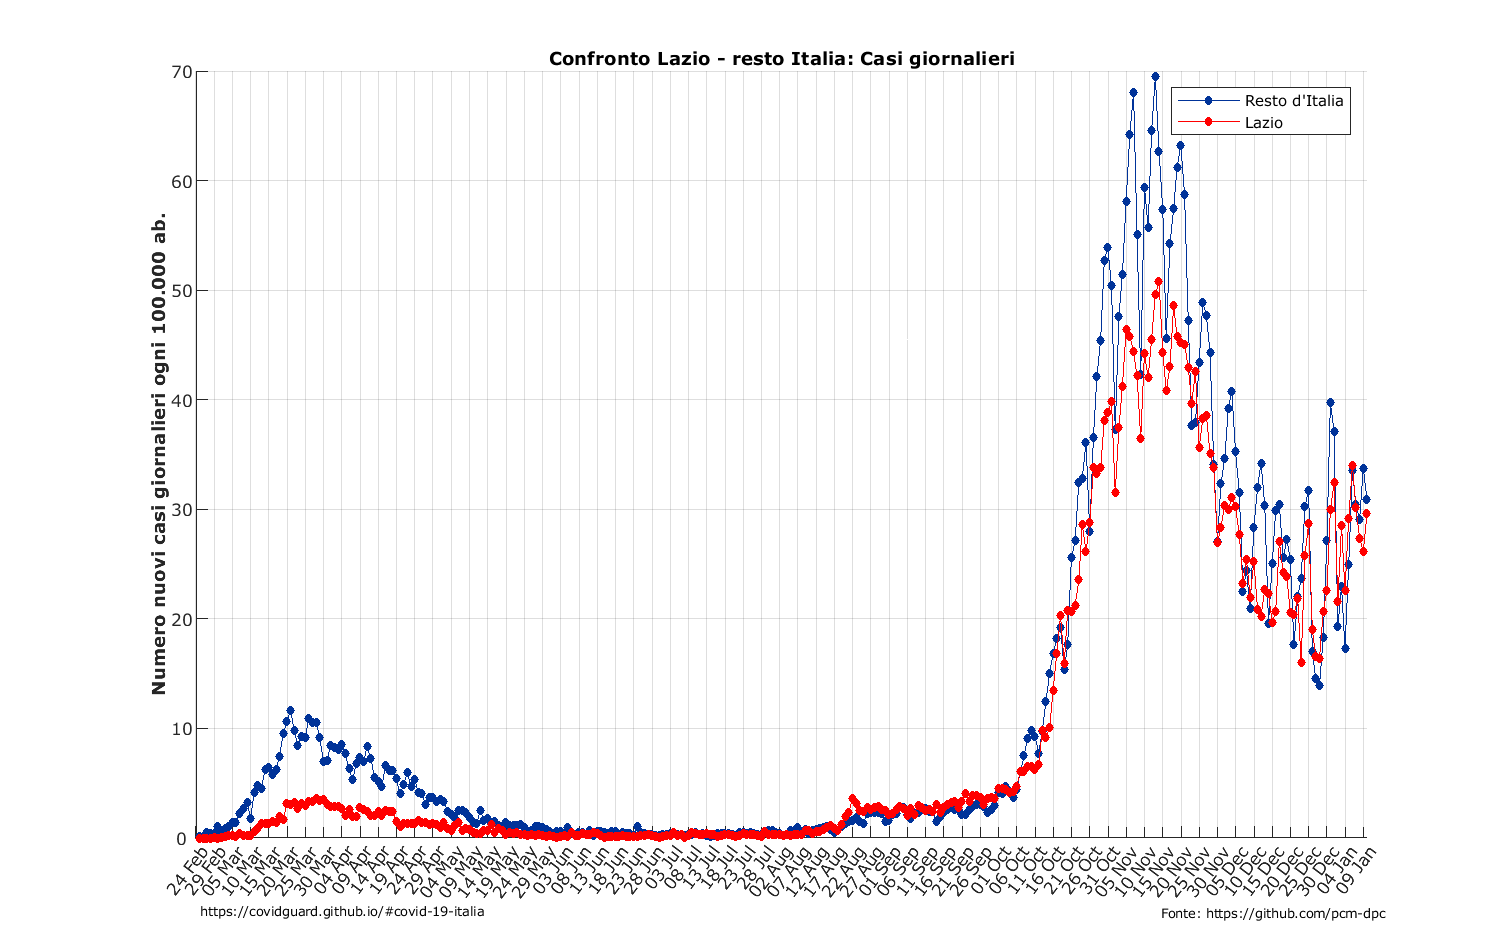 Confronto Lazio - resto Italia: Casi giornalieri
Resto d'Italia
Lazio
Numero nuovi casi giornalieri ogni 100.000 ab.
70
60
50
40
30
20
10
0
24 Feb
29 Feb
05 Mar
10 Mar
15 Mar
20 Mar
25 Mar
30 Mar
04 Apr
09 Apr
14 Apr
19 Apr
24 Apr
29 Apr
04 May
09 May
14 May
19 May
24 May
29 May
03 Jun
08 Jun
13 Jun
18 Jun
23 Jun
28 Jun
03 Jul
08 Jul
13 Jul
18 Jul
23 Jul
28 Jul
02 Aug
07 Aug
12 Aug
17 Aug
22 Aug
27 Aug
01 Sep
06 Sep
11 Sep
16 Sep
21 Sep
26 Sep
01 Oct
06 Oct
11 Oct
16 Oct
21 Oct
26 Oct
31 Oct
05 Nov
10 Nov
15 Nov
20 Nov
25 Nov
30 Nov
05 Dec
10 Dec
15 Dec
20 Dec
25 Dec
30 Dec
04 Jan
09 Jan
https://covidguard.github.io/#covid-19-italia
Fonte: https://github.com/pcm-dpc